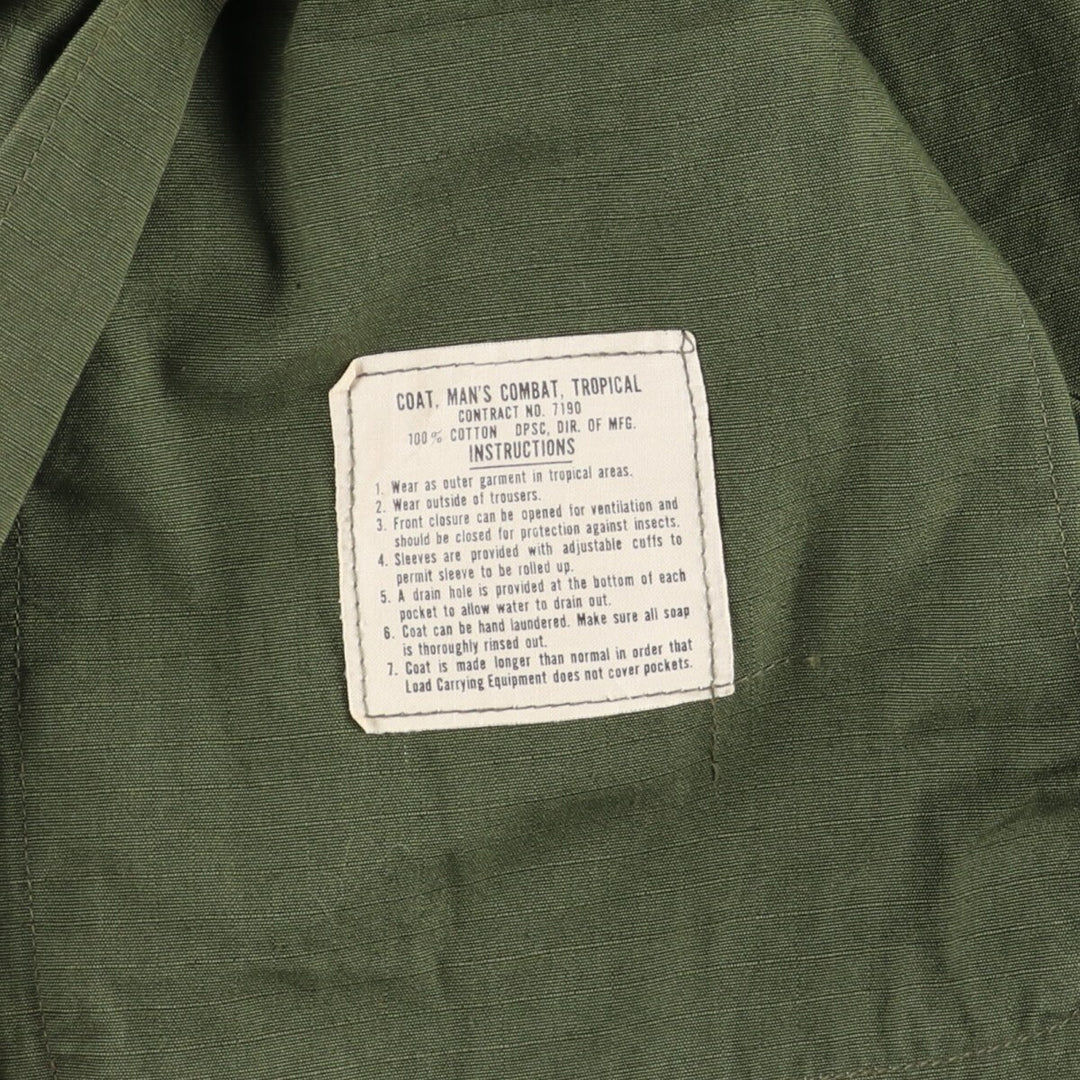 COAT, MAN'S COMBAT, TROPICAL
CONTRACT NO. 7190
100% COTTON DPSC, DIR. OF MFG.
INSTRUCTIONS
1. Wear as outer garment in tropical areas.
2. Wear outside of trousers.
3. Front closure can be opened for ventilation and
should be closed for protection against insects.
4. Sleeves are provided with adjustable cuffs to
permit sleeve to be rolled up.
5. A drain hole is provided at the bottom of each
pocket to allow water to drain out.
6. Coat can be hand laundered. Make sure all soap
is thoroughly rinsed out.
7. Coat is made longer than normal in order that
Load Carrying Equipment does not cover pockets.